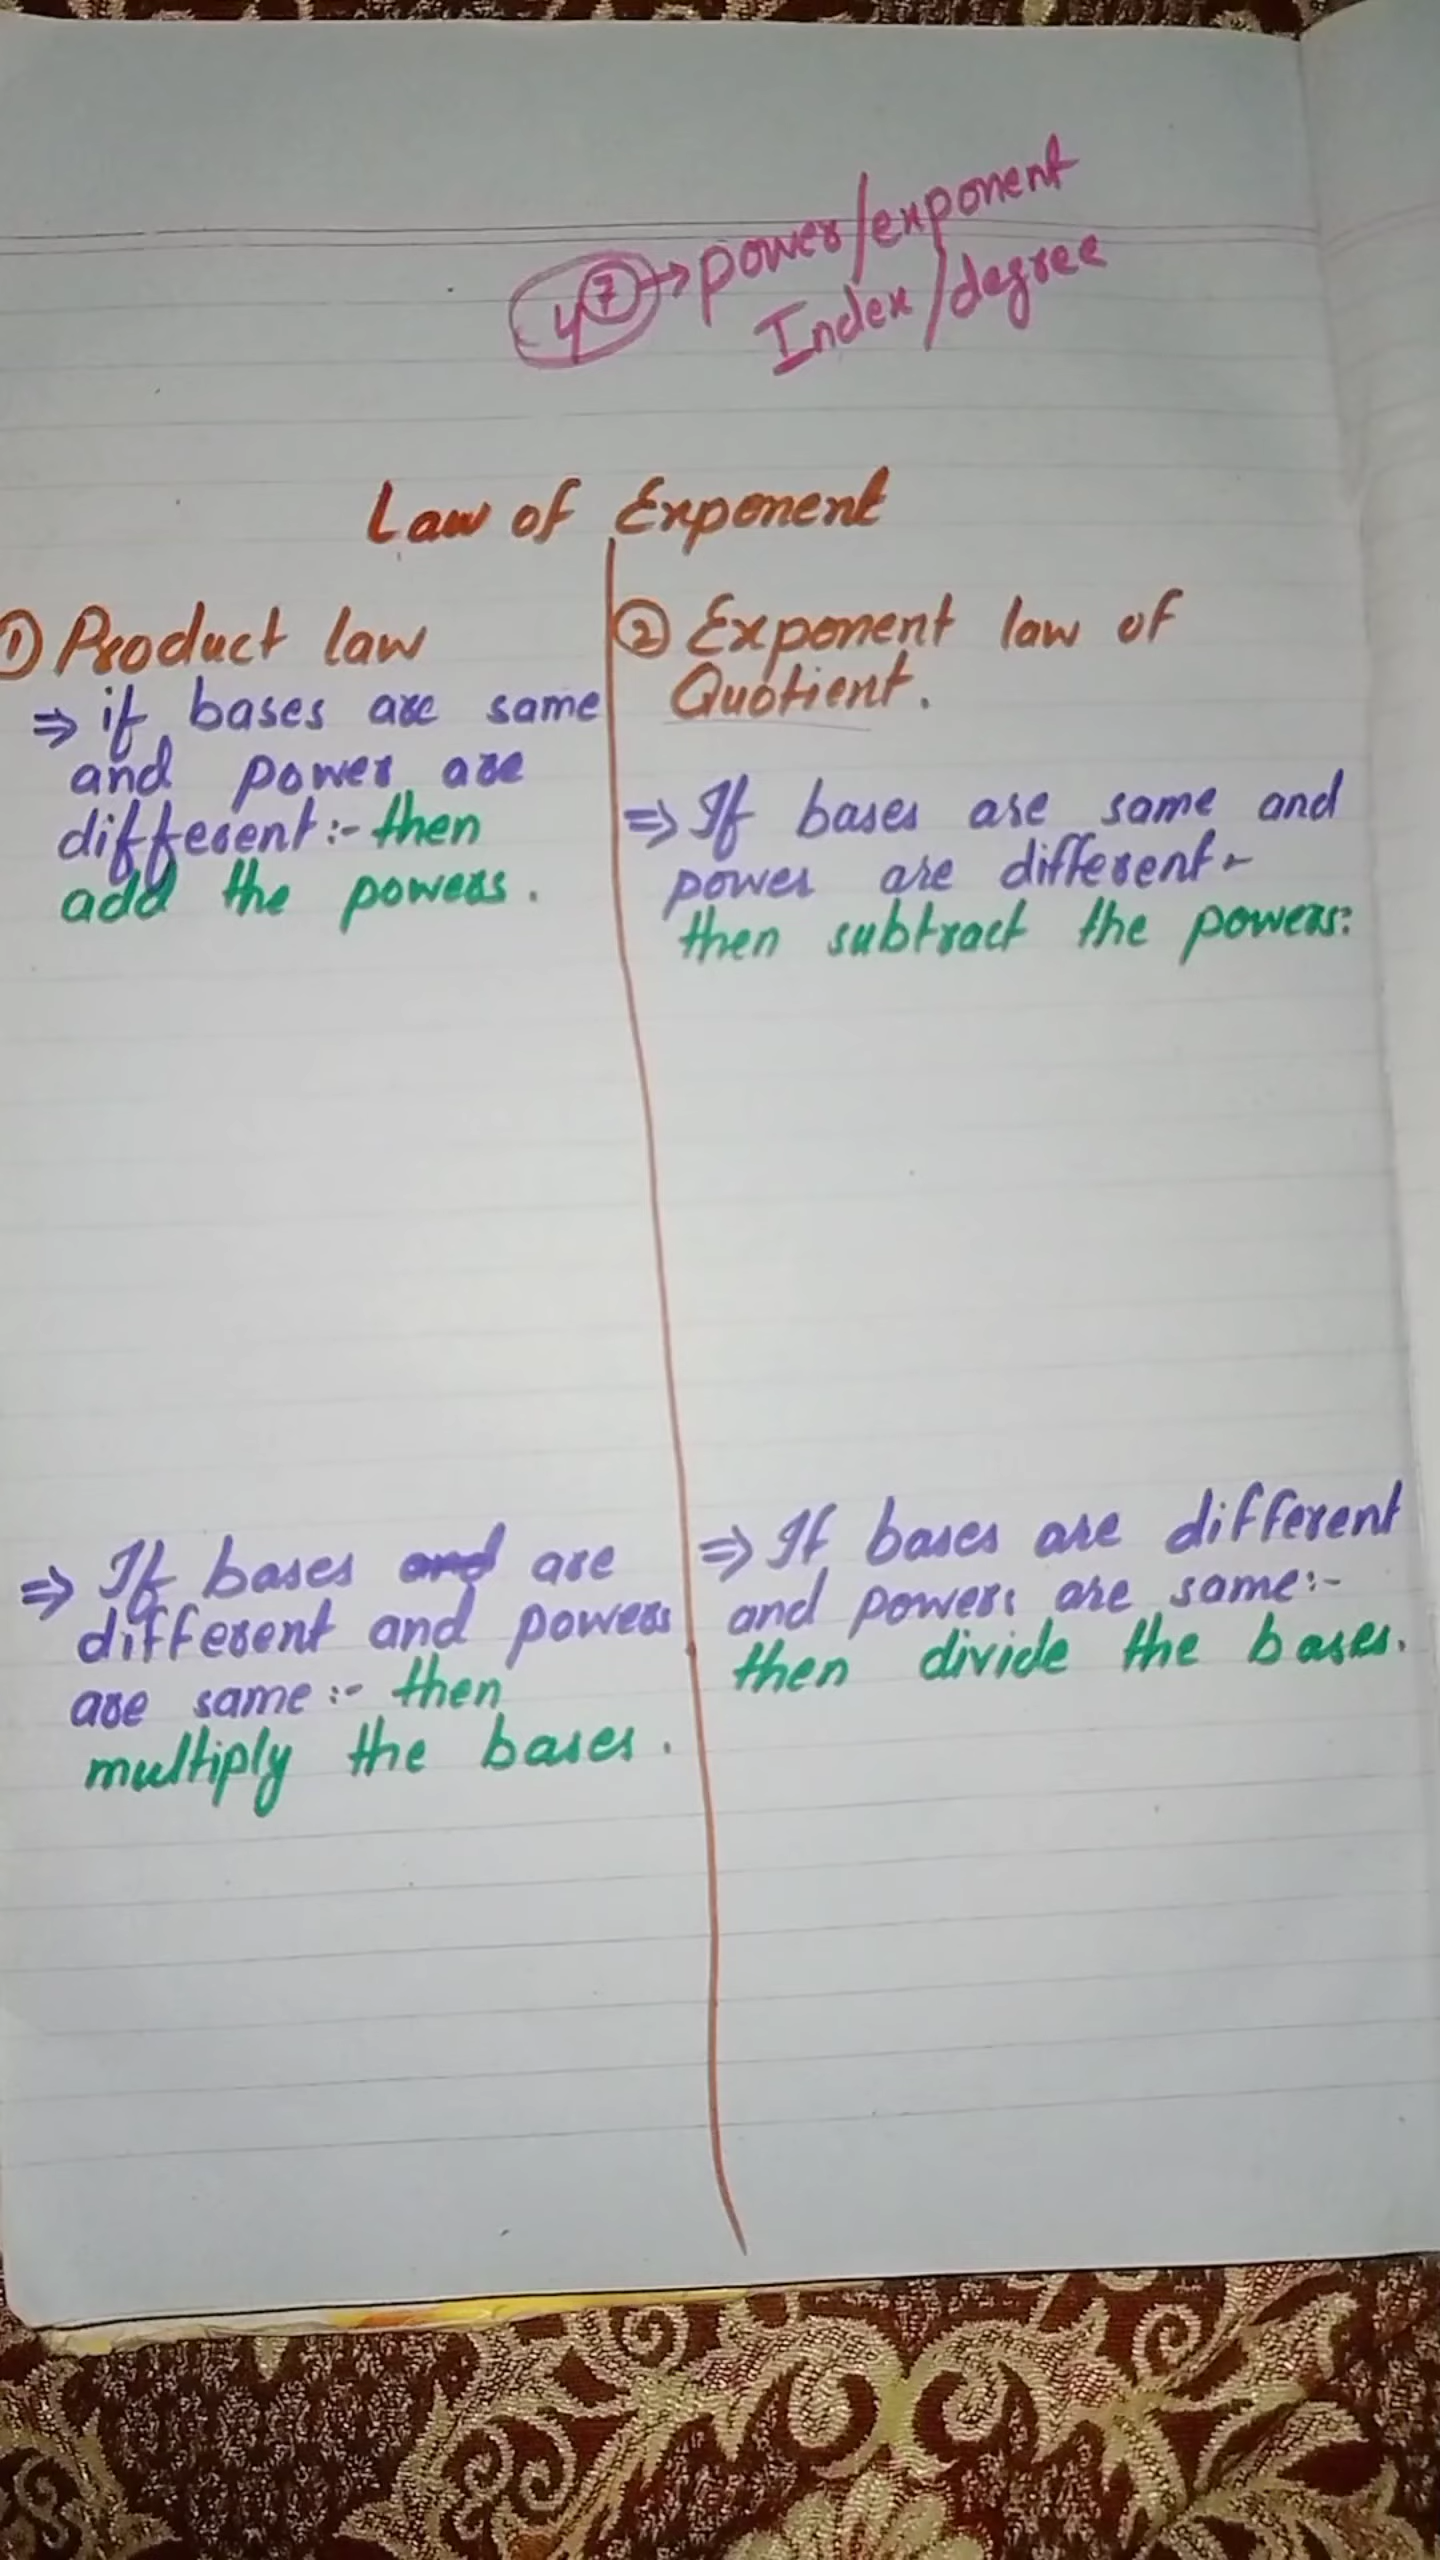 4⁷ → power/exponent
Index/degree
Law of Exponent
① Product law
⇒ if bases are same
and power are
different :- then
add the powers.
⇒ If bases and are
different and powers
are same :- then
multiply the bases.
② Exponent law of
Quotient.
⇒ If bases are same and
power are different -
then subtract the powers:
⇒ If bases are different
and powers are same :-
then divide the bases.